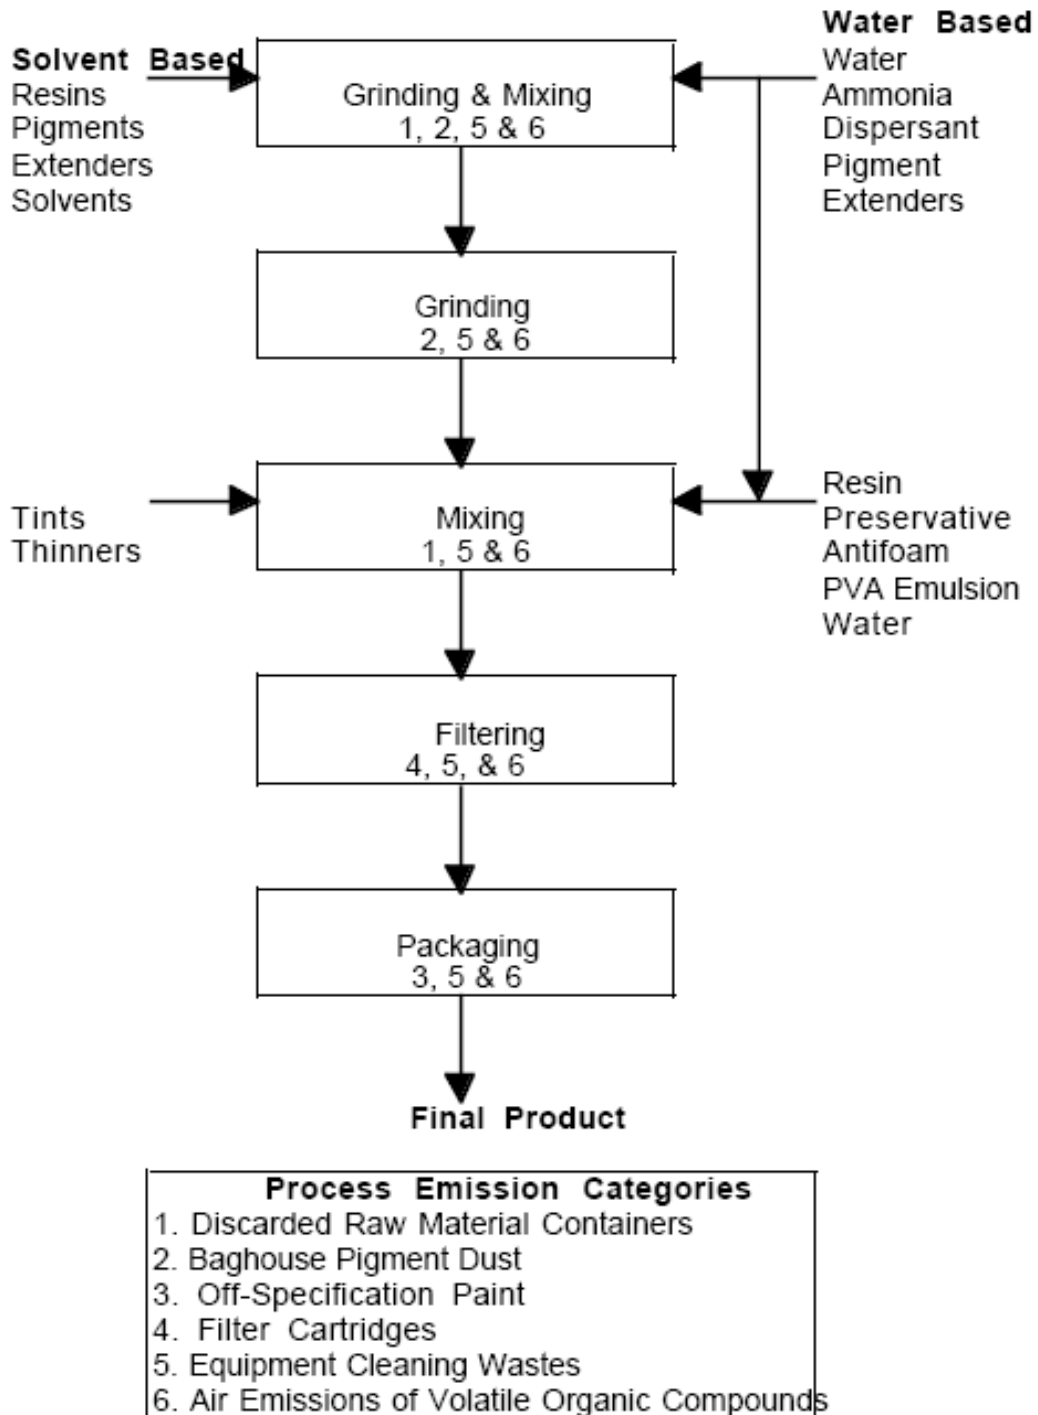 Water Based
Solvent Based
Water
Resins
Ammonia
Pigments
Dispersant
Extenders
Pigment
Solvents
Extenders
Grinding & Mixing
1, 2, 5 & 6
Grinding
2, 5 & 6
Tints
Thinners
Mixing
1, 5 & 6
Resin
Preservative
Antifoam
PVA Emulsion
Water
Filtering
4, 5, & 6
Packaging
3, 5 & 6
Final Product
Process Emission Categories
1. Discarded Raw Material Containers
2. Baghouse Pigment Dust
3. Off-Specification Paint
4. Filter Cartridges
5. Equipment Cleaning Wastes
6. Air Emissions of Volatile Organic Compounds